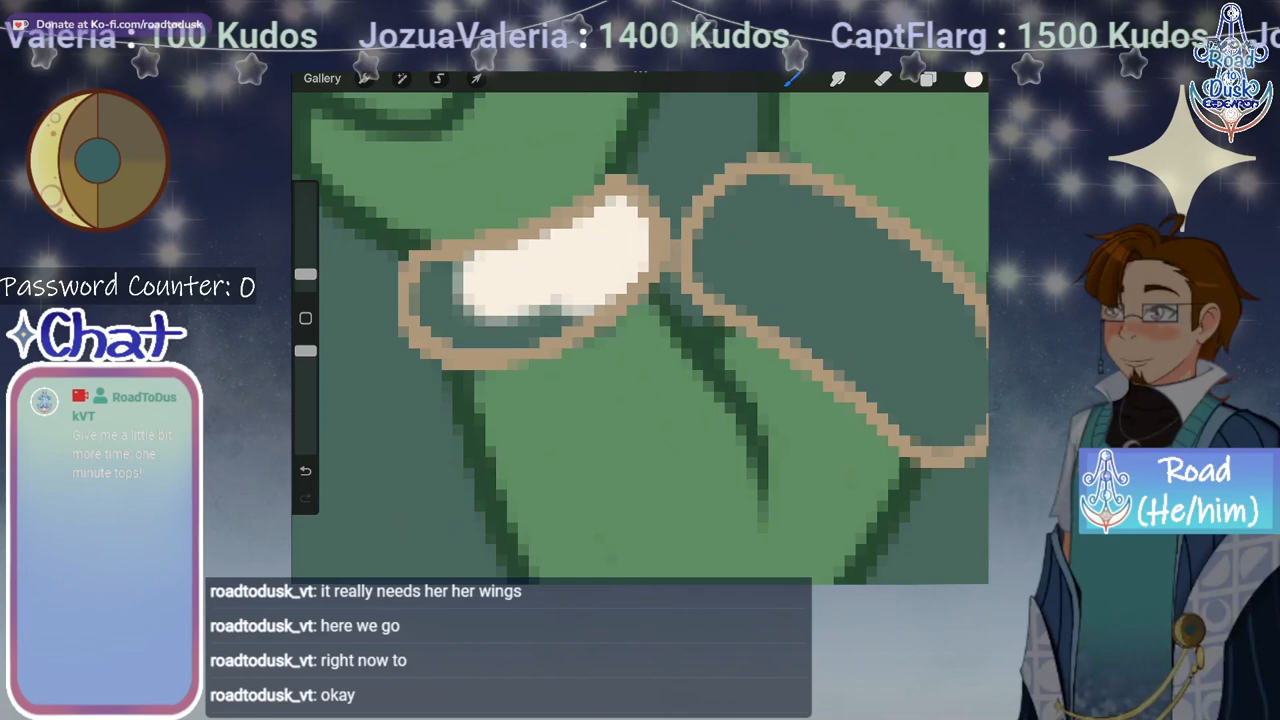 Donate at Ko-fi.com/roadtodusk
Valeria : 100 Kudos JozuaValeria : 1400 Kudos CaptFlarg : 1500 Kudos
Road
to
Dusk
Gallery
Password Counter: 0
Chat
RoadToDus
kVT
Give me a little bit
more time, one
minute tops!
Road
(He/him)
roadtodusk_vt: it really needs her her wings
roadtodusk_vt: here we go
roadtodusk_vt: right now to
roadtodusk_vt: okay